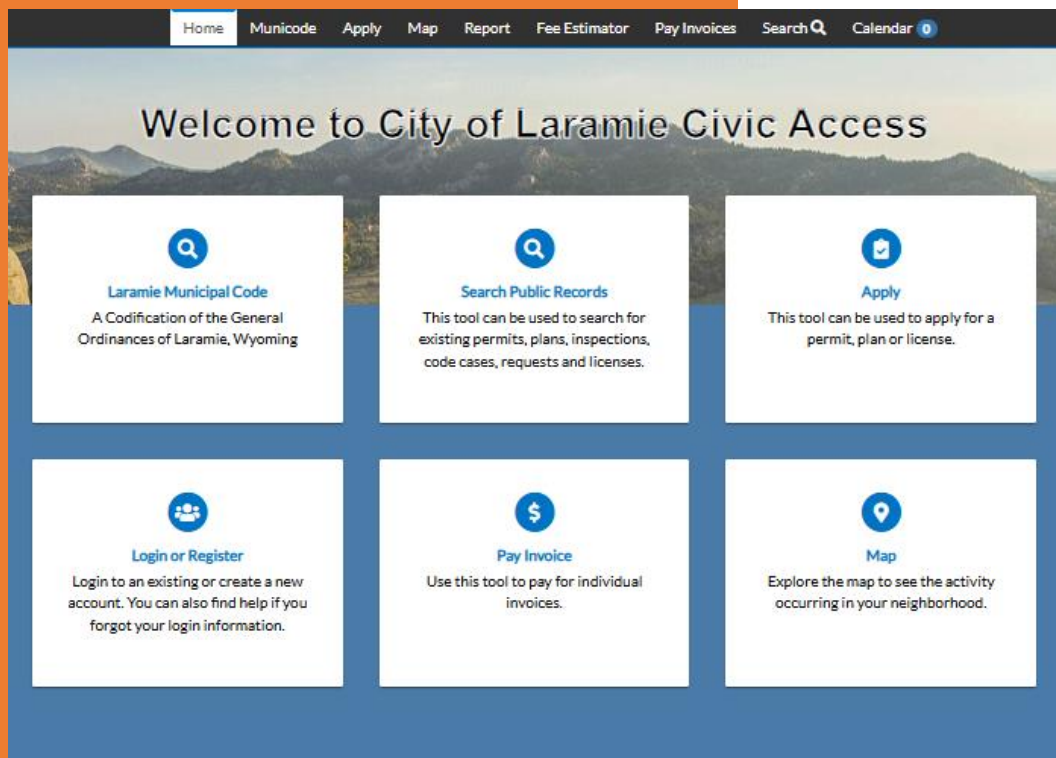 Home Municode Apply Map Report Fee Estimator Pay Invoices Search Calendar 0
Welcome to City of Laramie Civic Access
Laramie Municipal Code
A Codification of the General
Ordinances of Laramie, Wyoming
Search Public Records
This tool can be used to search for
existing permits, plans, inspections,
code cases, requests and licenses.
Apply
This tool can be used to apply for a
permit, plan or license.
Login or Register
Login to an existing or create a new
account. You can also find help if you
forgot your login information.
Pay Invoice
Use this tool to pay for individual
invoices.
Map
Explore the map to see the activity
occurring in your neighborhood.